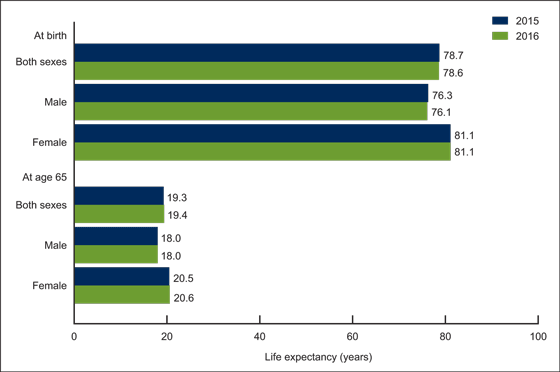 2015
2016
At birth
Both sexes
78.7
78.6
Male
76.3
76.1
Female
81.1
81.1
At age 65
Both sexes
19.3
19.4
Male
18.0
18.0
Female
20.5
20.6
0 20 40 60 80 100
Life expectancy (years)